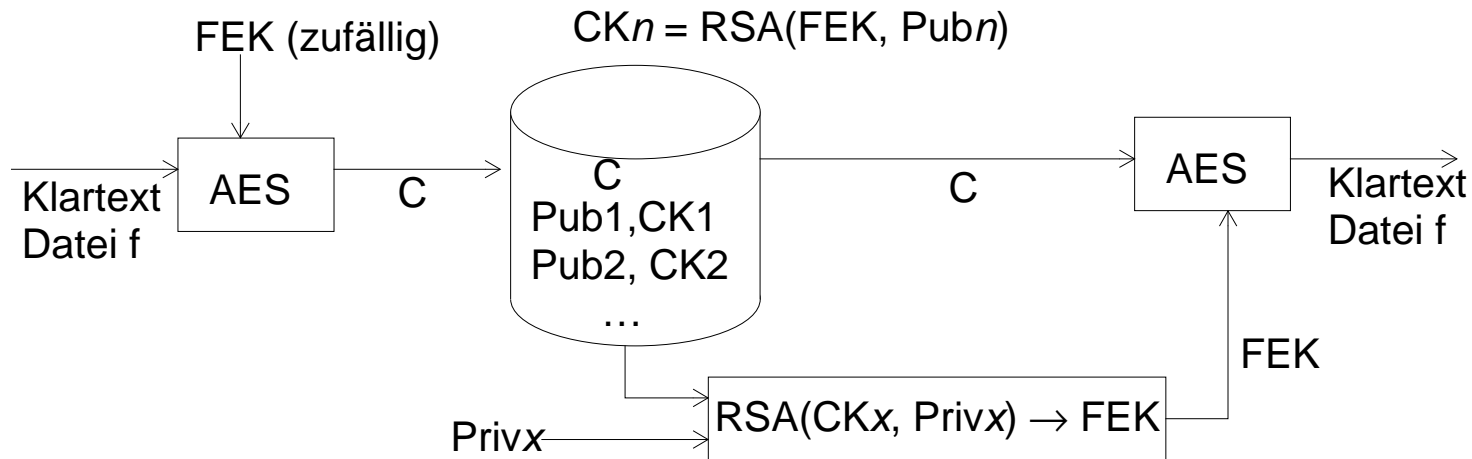 FEK (zufällig)
CKn = RSA(FEK, Pubn)
Klartext
Datei f
AES
C
C
Pub1,CK1
Pub2, CK2
…
C
AES
Klartext
Datei f
FEK
Privx
RSA(CKx, Privx) → FEK